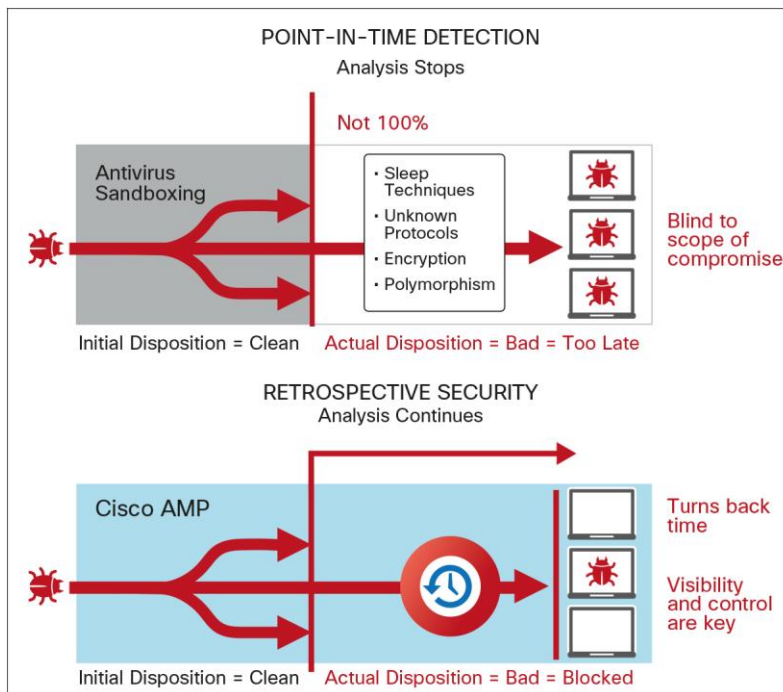 POINT-IN-TIME DETECTION
Analysis Stops
Not 100%
Antivirus
Sandboxing
· Sleep
Techniques
· Unknown
Protocols
· Encryption
· Polymorphism
Blind to
scope of
compromise
Initial Disposition = Clean
Actual Disposition = Bad = Too Late
RETROSPECTIVE SECURITY
Analysis Continues
Cisco AMP
Turns back
time
Visibility
and control
are key
Initial Disposition = Clean
Actual Disposition = Bad = Blocked